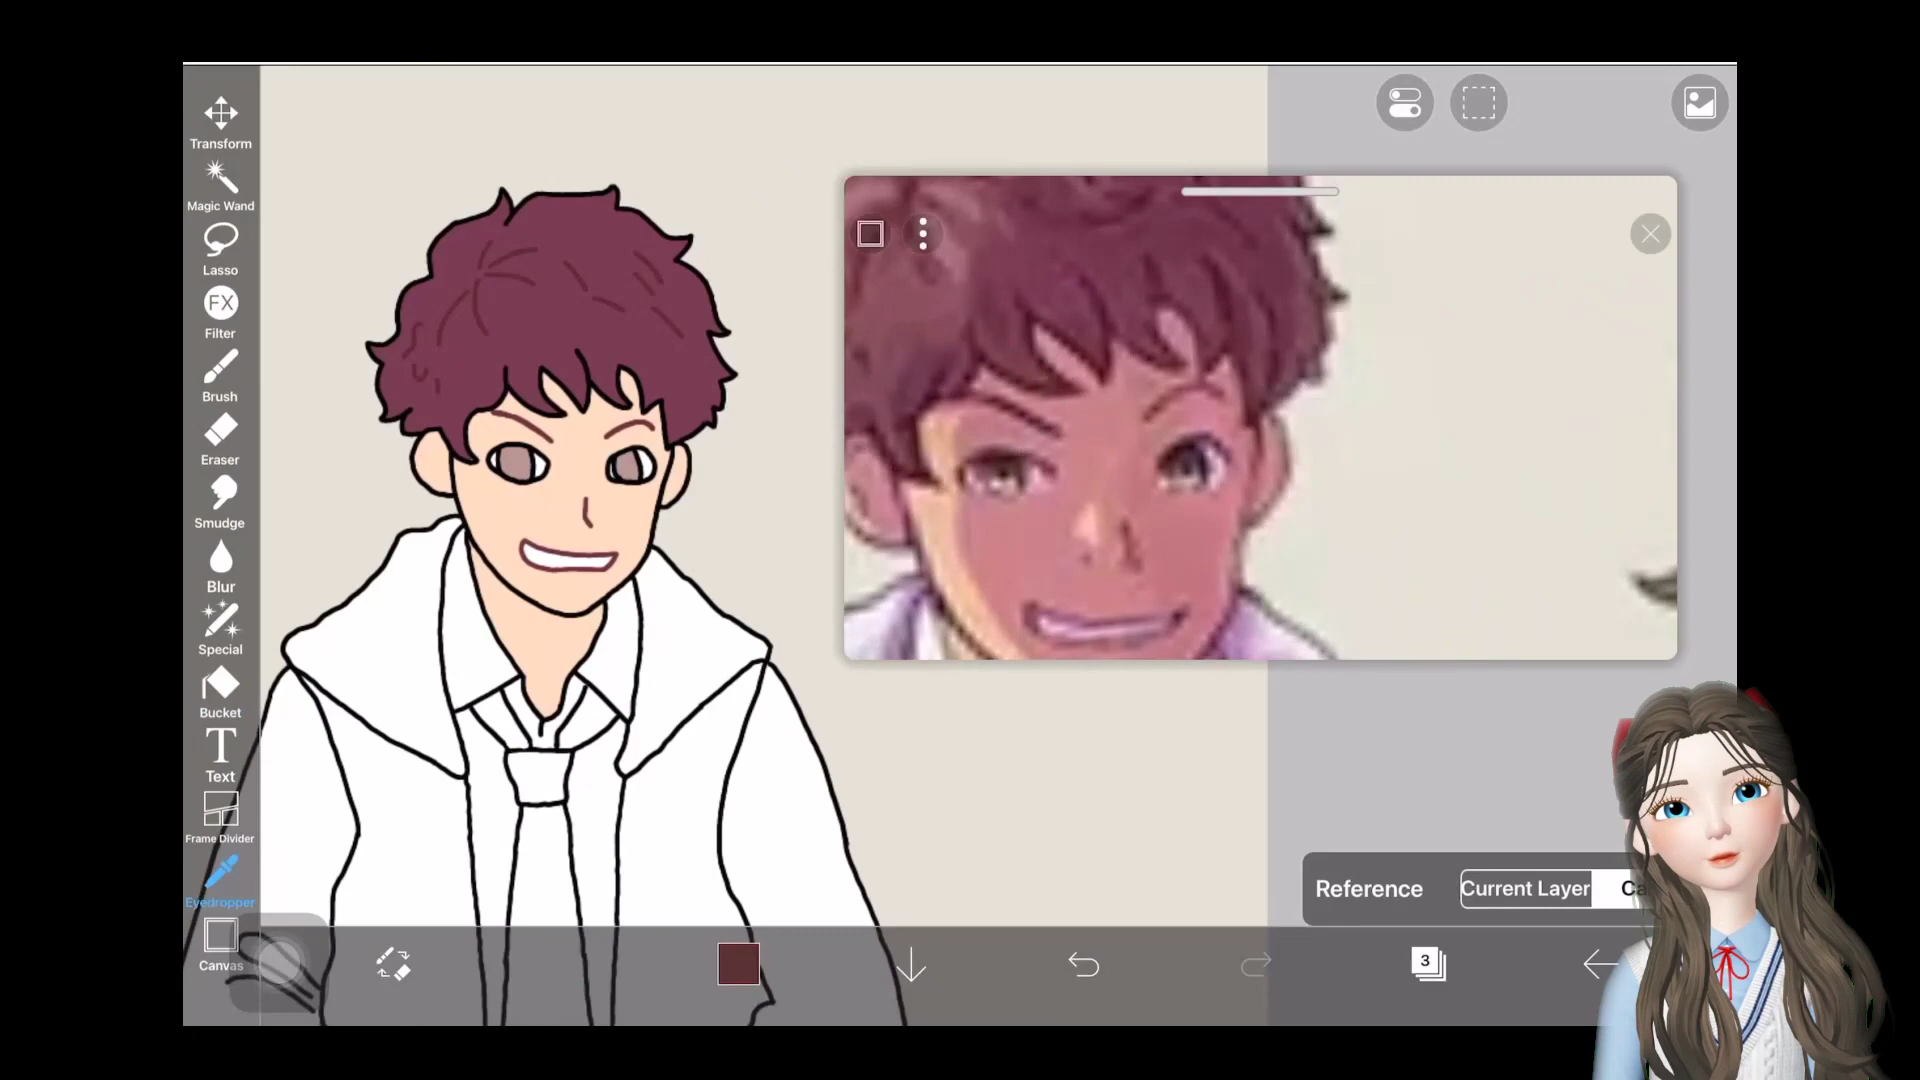 Transform
Magic Wand
Lasso
FX
Filter
Brush
Eraser
Smudge
Blur
Special
Bucket
T
Text
Frame Divider
Eyedropper
Canvas
Reference
Current Layer
3